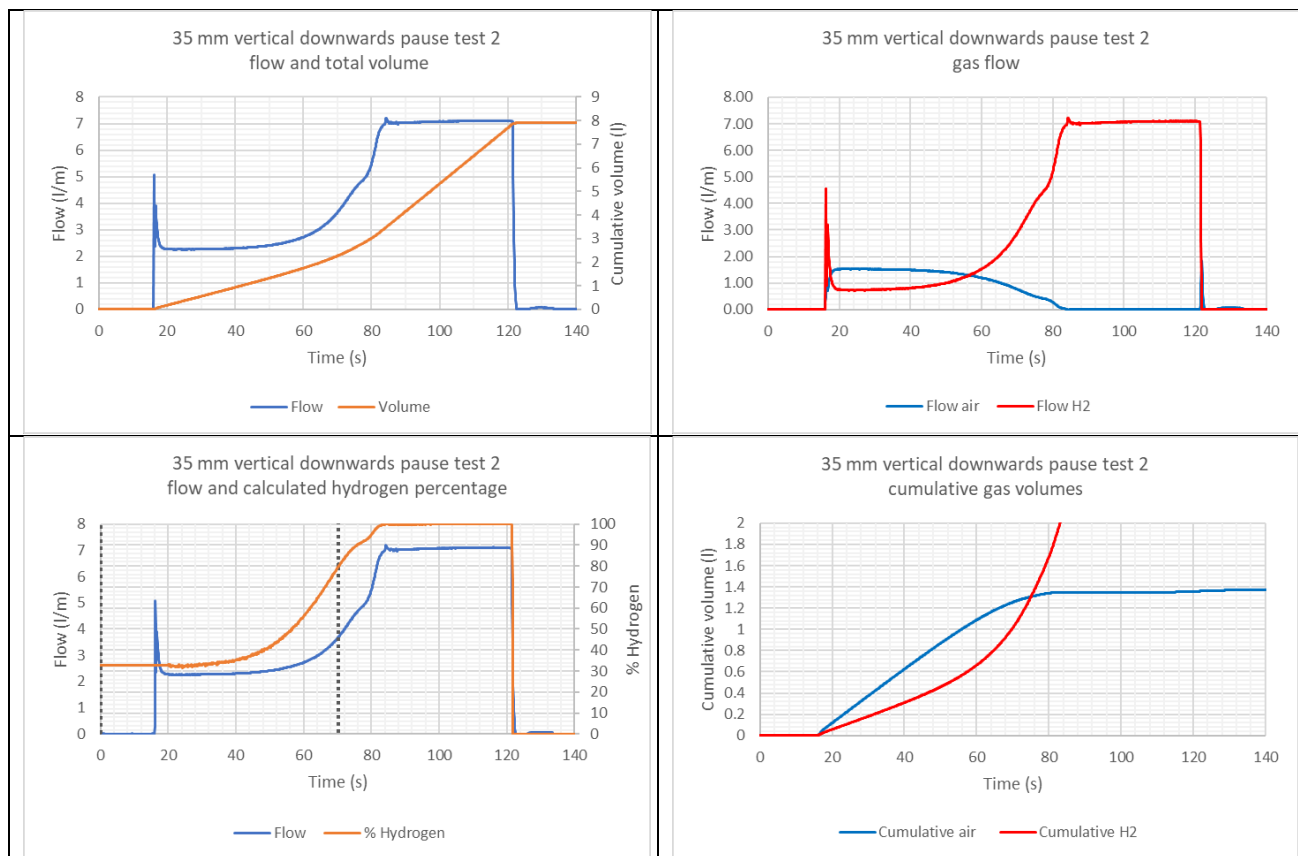 35 mm vertical downwards pause test 2
flow and total volume
8
7
6
5
4
3
2
1
0
9
8
7
6
5
4
3
2
1
0
Flow (l/m)
Cumulative volume (l)
0 20 40 60 80 100 120 140
Time (s)
Flow Volume
35 mm vertical downwards pause test 2
gas flow
8.00
7.00
6.00
5.00
4.00
3.00
2.00
1.00
0.00
Flow (l/m)
0 20 40 60 80 100 120 140
Time (s)
Flow air Flow H2
35 mm vertical downwards pause test 2
flow and calculated hydrogen percentage
8
7
6
5
4
3
2
1
0
100
90
80
70
60
50
40
30
20
10
0
Flow (l/m)
% Hydrogen
0 20 40 60 80 100 120 140
Time (s)
Flow % Hydrogen
35 mm vertical downwards pause test 2
cumulative gas volumes
2
1.8
1.6
1.4
1.2
1
0.8
0.6
0.4
0.2
0
Cumulative volume (l)
0 20 40 60 80 100 120 140
Time (s)
Cumulative air Cumulative H2